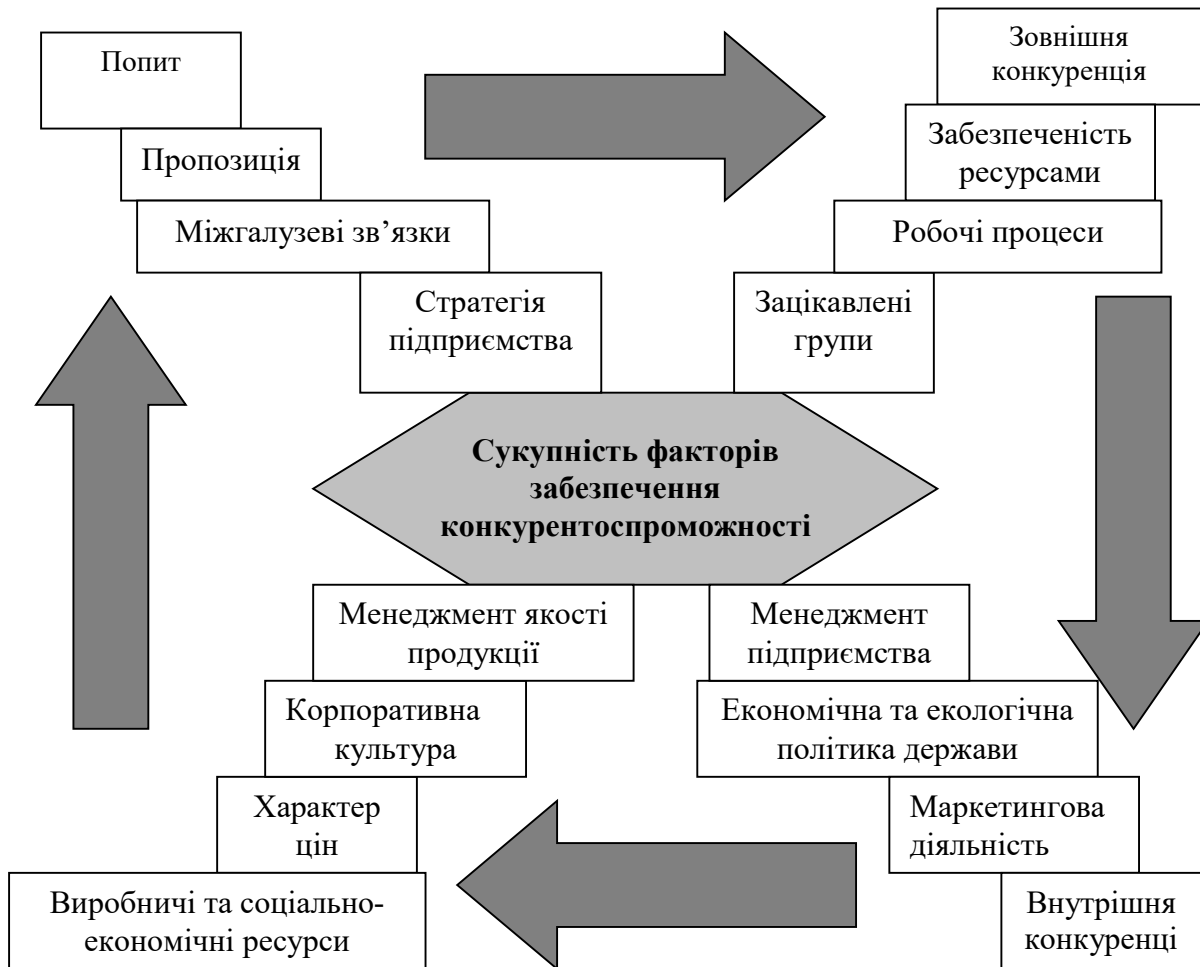 Попит
Пропозиція
Міжгалузеві зв’язки
Стратегія
підприємства
Зовнішня
конкуренція
Забезпеченість
ресурсами
Робочі процеси
Зацікавлені
групи
Сукупність факторів
забезпечення
конкурентоспроможності
Менеджмент якості
продукції
Корпоративна
культура
Характер
цін
Виробничі та соціально-
економічні ресурси
Менеджмент
підприємства
Економічна та екологічна
політика держави
Маркетингова
діяльність
Внутрішня
конкуренці